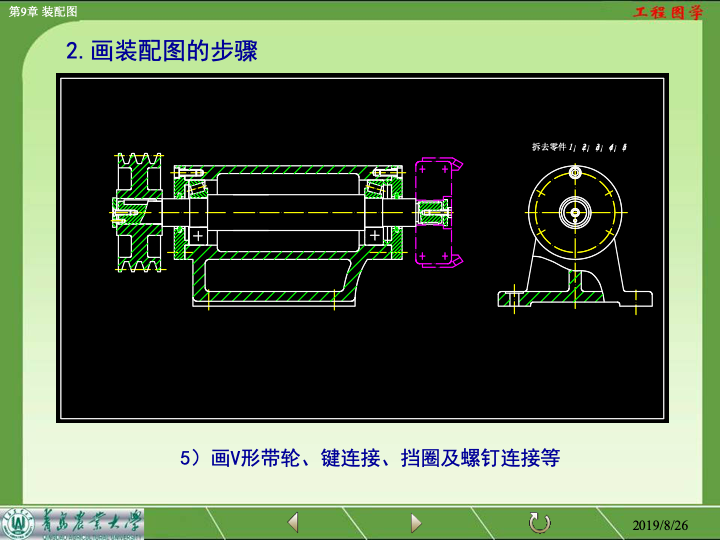 第9章 装配图
工程图学
2.画装配图的步骤
拆去零件 1; 2; 3; 4; 5
5）画V形带轮、键连接、挡圈及螺钉连接等
青岛农业大学
2019/8/26